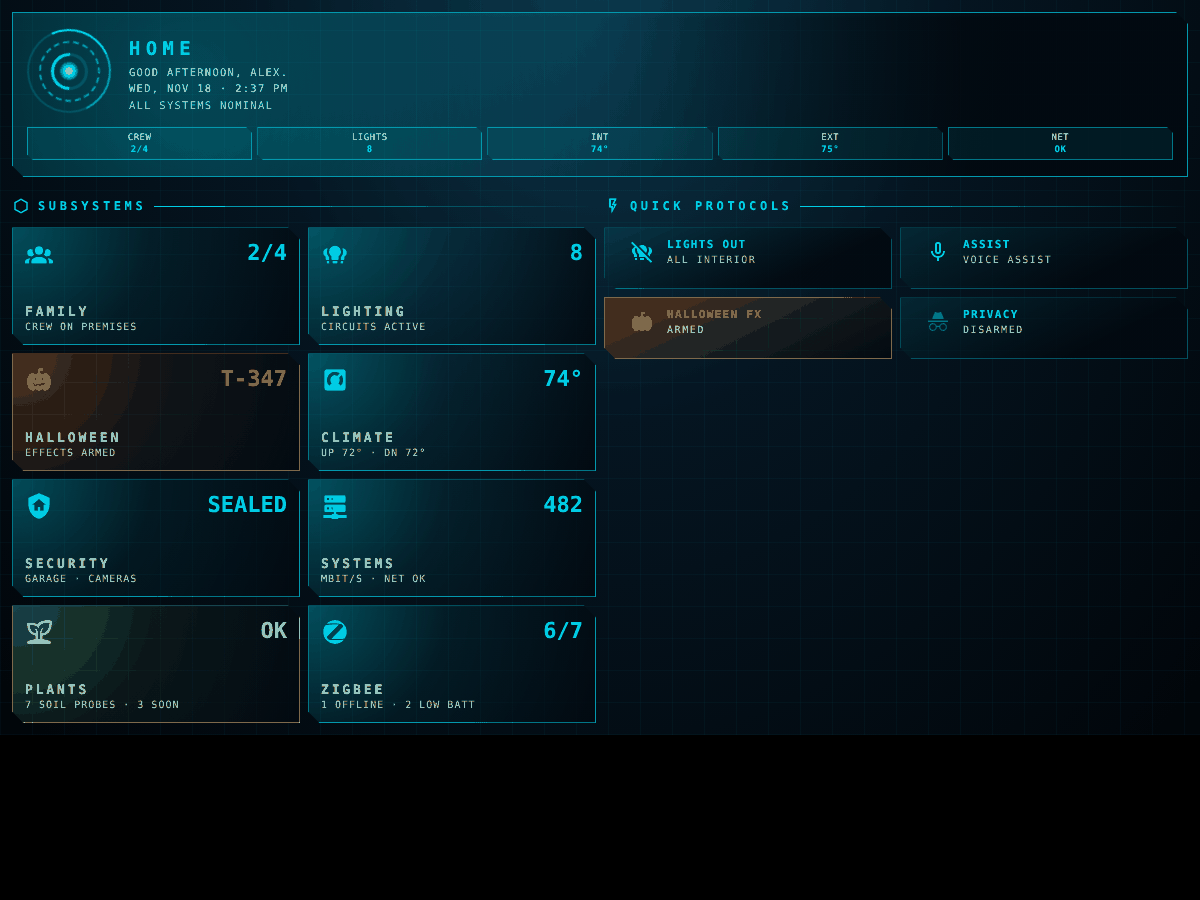 HOME
GOOD AFTERNOON, ALEX.
WED, NOV 18 · 2:37 PM
ALL SYSTEMS NOMINAL
CREW
2/4
LIGHTS
8
INT
74°
EXT
75°
NET
OK
SUBSYSTEMS
2/4
FAMILY
CREW ON PREMISES
8
LIGHTING
CIRCUITS ACTIVE
T-347
HALLOWEEN
EFFECTS ARMED
74°
CLIMATE
UP 72° · DN 72°
SEALED
SECURITY
GARAGE · CAMERAS
482
SYSTEMS
MBIT/S · NET OK
OK
PLANTS
7 SOIL PROBES · 3 SOON
6/7
ZIGBEE
1 OFFLINE · 2 LOW BATT
QUICK PROTOCOLS
LIGHTS OUT
ALL INTERIOR
ASSIST
VOICE ASSIST
HALLOWEEN FX
ARMED
PRIVACY
DISARMED